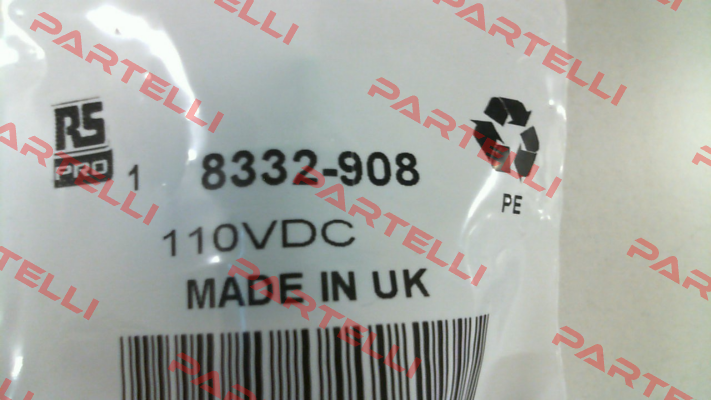 PARTELLI
RS
PRO
1 8332-908
PE
110VDC
MADE IN UK